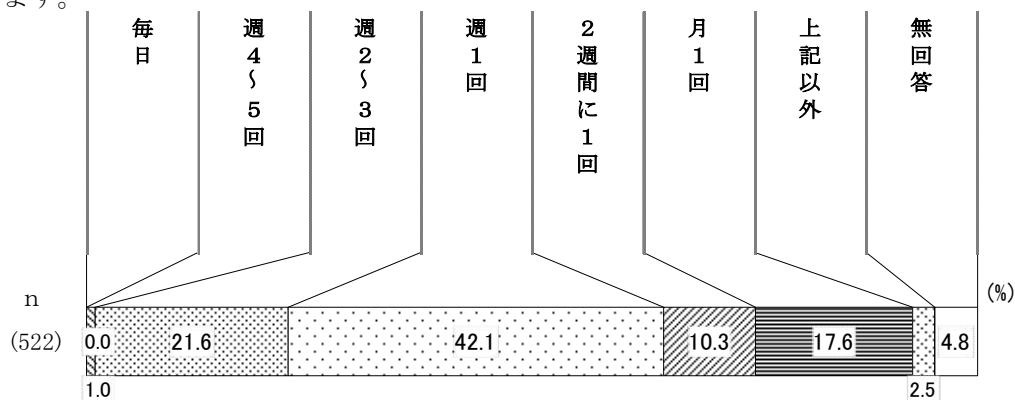 ます。
毎日
週4～5回
週2～3回
週1回
2週間に1回
月1回
上記以外
無回答
(%)
n
(522)
0.0
21.6
42.1
10.3
17.6
4.8
1.0
2.5